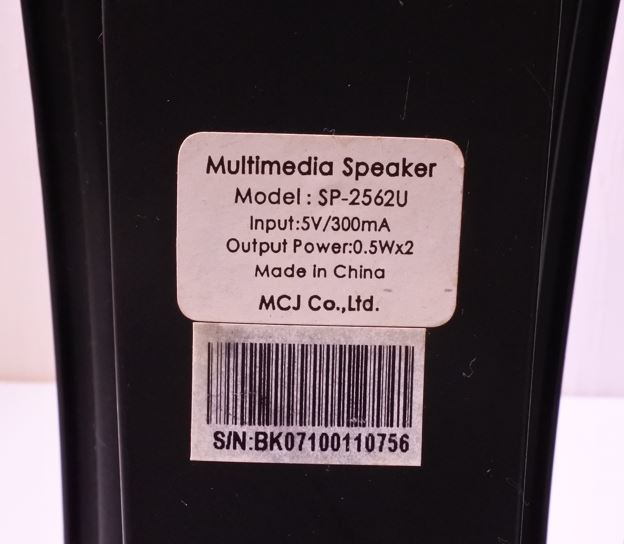 Multimedia Speaker
Model : SP-2562U
Input:5V/300mA
Output Power:0.5Wx2
Made in China
MCJ Co.,Ltd.
S/N:BK07100110756